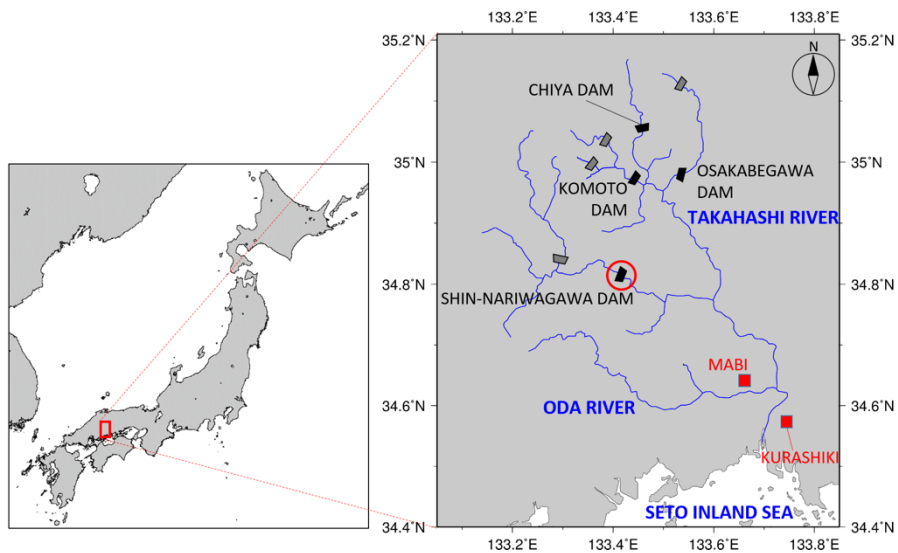 133.2°E 133.4°E 133.6°E 133.8°E
35.2°N 35.2°N
N
CHIYA DAM
35°N 35°N
KOMOTO
DAM
OSAKABEGAWA
DAM
TAKAHASHI RIVER
34.8°N 34.8°N
SHIN-NARIWAGAWA DAM
MABI
ODA RIVER
34.6°N 34.6°N
KURASHIKI
SETO INLAND SEA
34.4°N 34.4°N
133.2°E 133.4°E 133.6°E 133.8°E